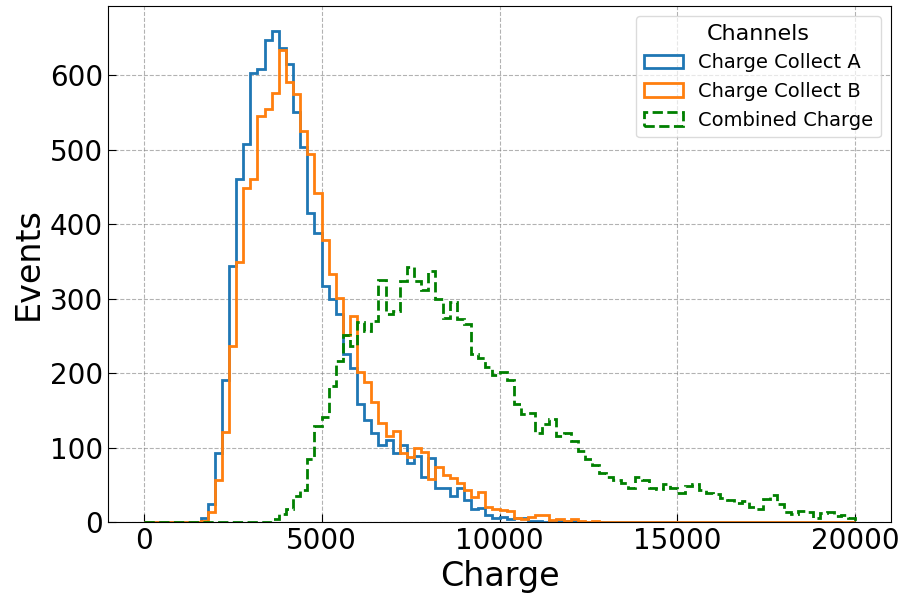 Channels
Charge Collect A
Charge Collect B
Combined Charge
Events
600
500
400
300
200
100
0
0 5000 10000 15000 20000
Charge